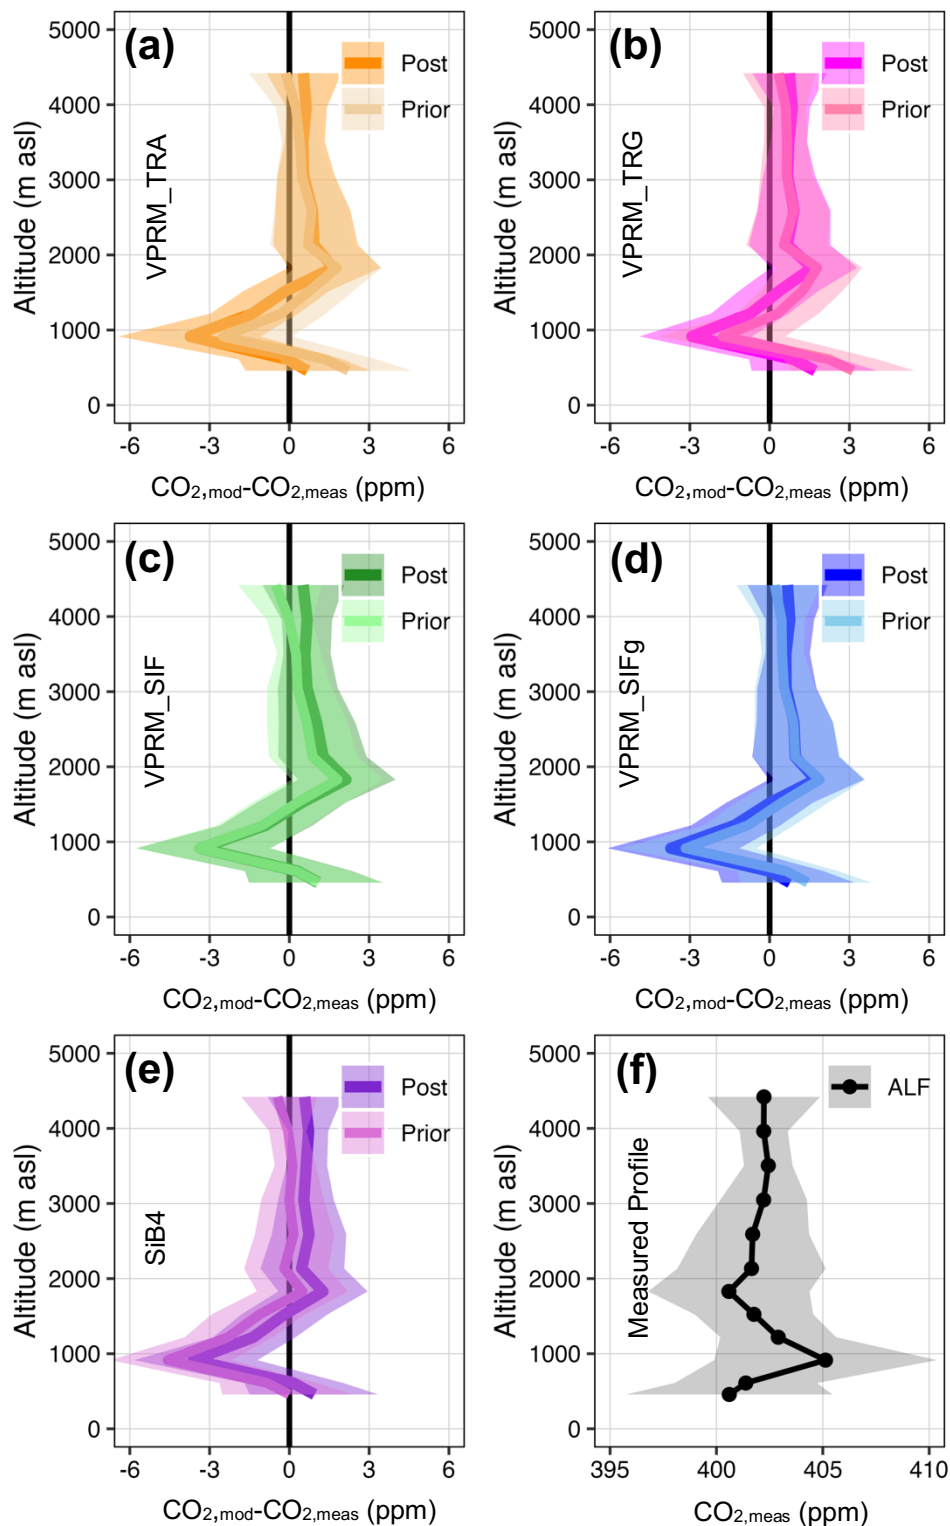 (a)
Post
Prior
VPRM_TRA
Altitude (m asl)
5000
4000
3000
2000
1000
0
-6 -3 0 3 6
CO2,mod-CO2,meas (ppm)
(b)
Post
Prior
VPRM_TRG
Altitude (m asl)
5000
4000
3000
2000
1000
0
-6 -3 0 3 6
CO2,mod-CO2,meas (ppm)
(c)
Post
Prior
VPRM_SIF
Altitude (m asl)
5000
4000
3000
2000
1000
0
-6 -3 0 3 6
CO2,mod-CO2,meas (ppm)
(d)
Post
Prior
VPRM_SIFg
Altitude (m asl)
5000
4000
3000
2000
1000
0
-6 -3 0 3 6
CO2,mod-CO2,meas (ppm)
(e)
Post
Prior
SiB4
Altitude (m asl)
5000
4000
3000
2000
1000
0
-6 -3 0 3 6
CO2,mod-CO2,meas (ppm)
(f)
ALF
Measured Profile
Altitude (m asl)
5000
4000
3000
2000
1000
0
395 400 405 410
CO2,meas (ppm)